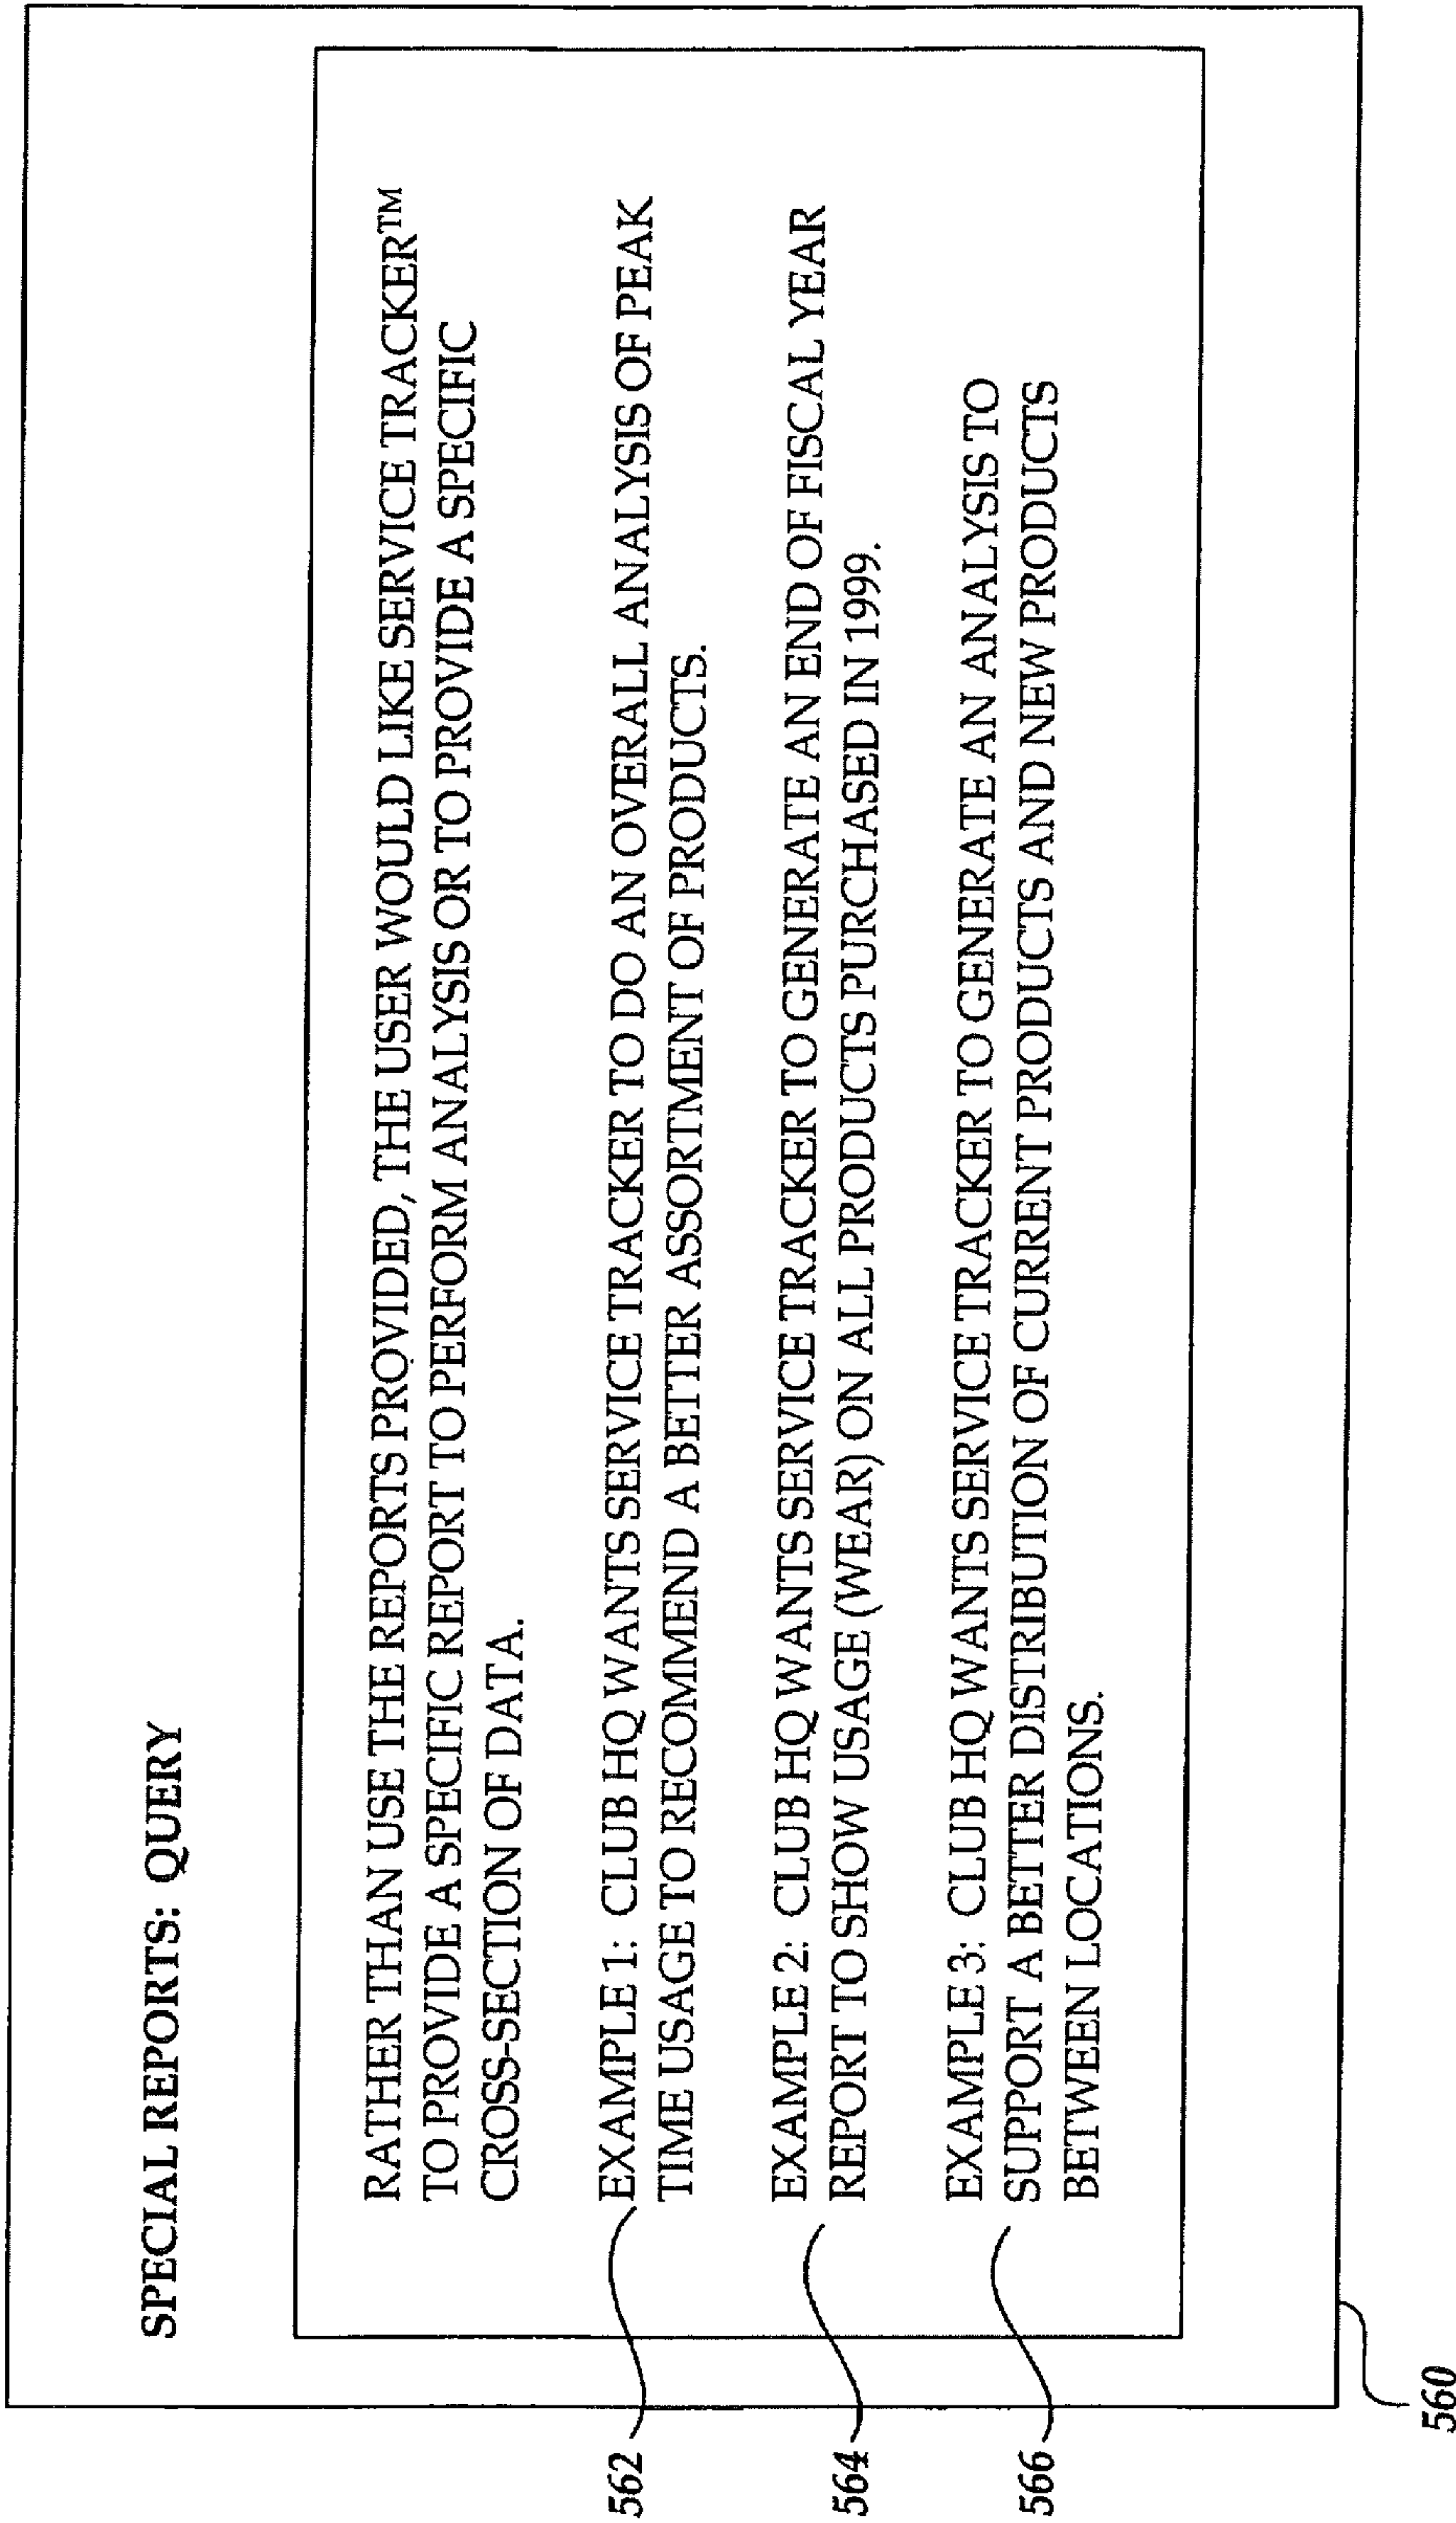 SPECIAL REPORTS: QUERY
RATHER THAN USE THE REPORTS PROVIDED, THE USER WOULD LIKE SERVICE TRACKER™
TO PROVIDE A SPECIFIC REPORT TO PERFORM ANALYSIS OR TO PROVIDE A SPECIFIC
CROSS-SECTION OF DATA.
EXAMPLE 1: CLUB HQ WANTS SERVICE TRACKER TO DO AN OVERALL ANALYSIS OF PEAK
TIME USAGE TO RECOMMEND A BETTER ASSORTMENT OF PRODUCTS.
EXAMPLE 2: CLUB HQ WANTS SERVICE TRACKER TO GENERATE AN END OF FISCAL YEAR
REPORT TO SHOW USAGE (WEAR) ON ALL PRODUCTS PURCHASED IN 1999.
EXAMPLE 3: CLUB HQ WANTS SERVICE TRACKER TO GENERATE AN ANALYSIS TO
SUPPORT A BETTER DISTRIBUTION OF CURRENT PRODUCTS AND NEW PRODUCTS
BETWEEN LOCATIONS.
562
564
566
560